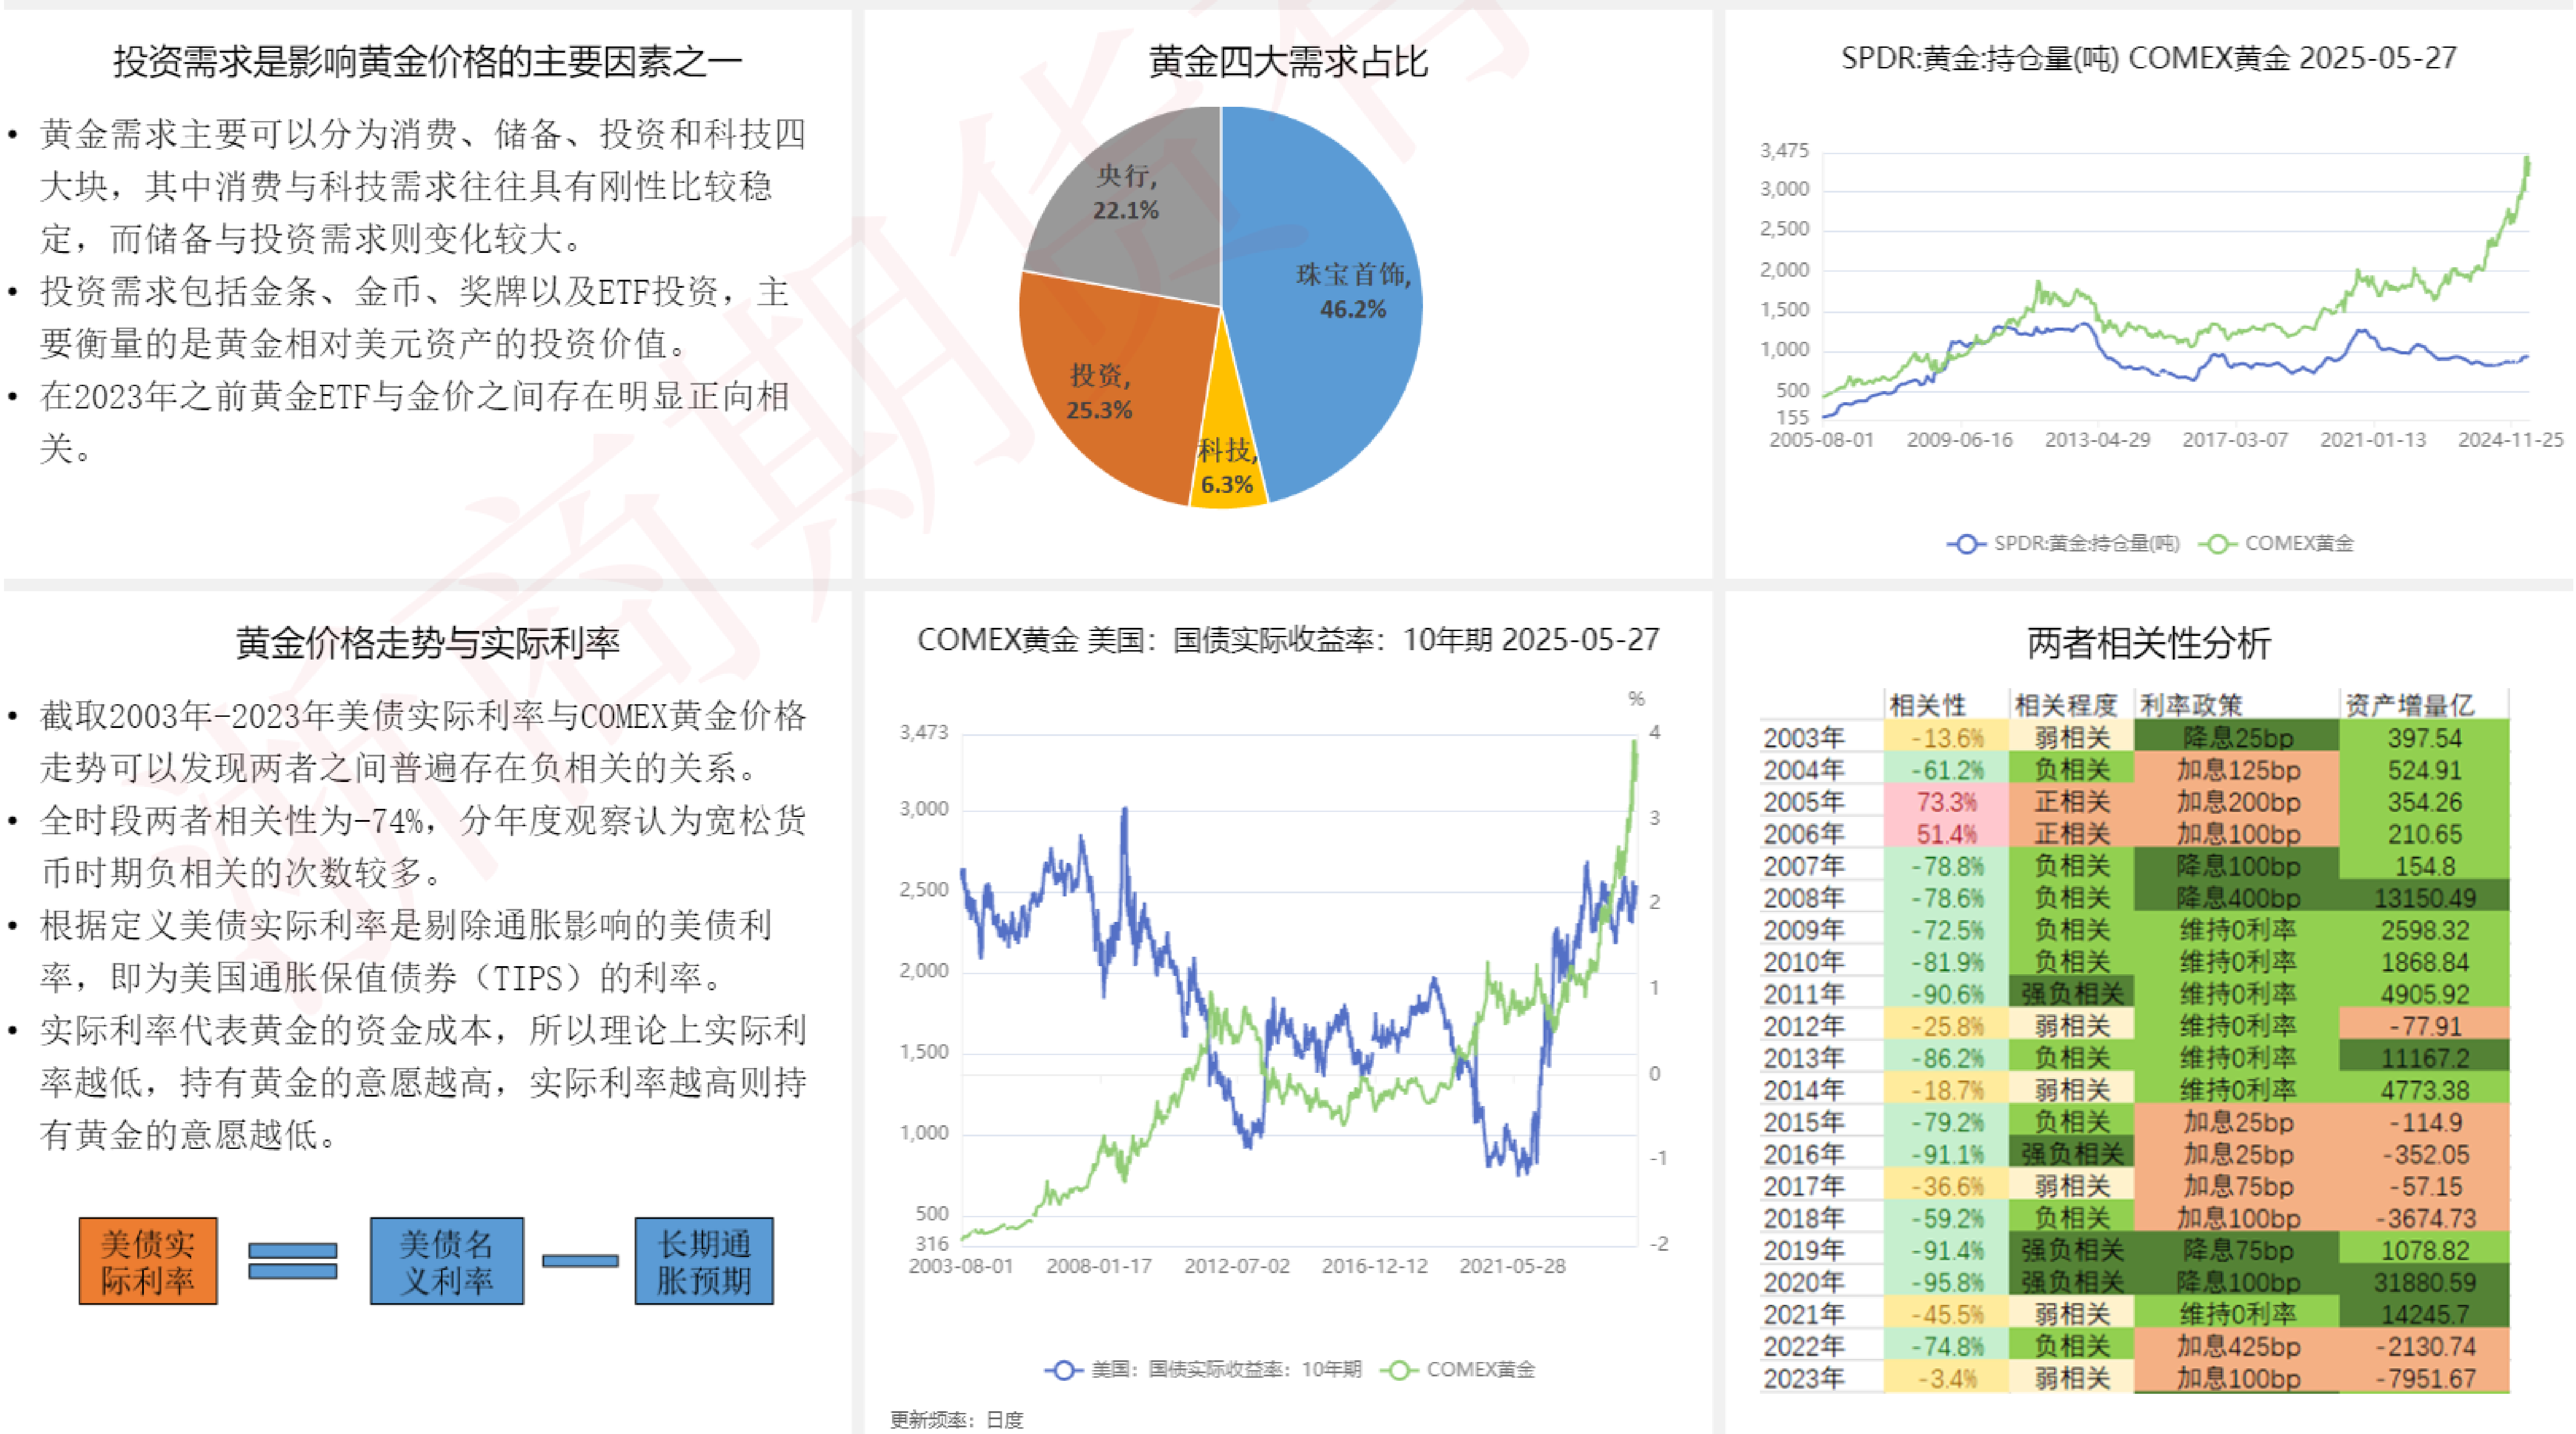 投资需求是影响黄金价格的主要因素之一
• 黄金需求主要可以分为消费、储备、投资和科技四
大块，其中消费与科技需求往往具有刚性比较稳
定，而储备与投资需求则变化较大。
• 投资需求包括金条、金币、奖牌以及ETF投资，主
要衡量的是黄金相对美元资产的投资价值。
• 在2023年之前黄金ETF与金价之间存在明显正向相
关。
黄金四大需求占比
央行,
22.1%
珠宝首饰,
46.2%
投资,
25.3%
科技,
6.3%
SPDR:黄金:持仓量(吨) COMEX黄金 2025-05-27
3,475
3,000
2,500
2,000
1,500
1,000
500
155
2005-08-01 2009-06-16 2013-04-29 2017-03-07 2021-01-13 2024-11-25
SPDR:黄金:持仓量(吨) COMEX黄金
黄金价格走势与实际利率
• 截取2003年-2023年美债实际利率与COMEX黄金价格
走势可以发现两者之间普遍存在负相关的关系。
• 全时段两者相关性为-74%，分年度观察认为宽松货
币时期负相关的次数较多。
• 根据定义美债实际利率是剔除通胀影响的美债利
率，即为美国通胀保值债券（TIPS）的利率。
• 实际利率代表黄金的资金成本，所以理论上实际利
率越低，持有黄金的意愿越高，实际利率越高则持
有黄金的意愿越低。
美债实
际利率
美债名
义利率
长期通
胀预期
COMEX黄金 美国：国债实际收益率：10年期 2025-05-27
%
3,473 4
3,000 3
2,500 2
2,000 1
1,500 0
1,000 -1
500
316 -2
2003-08-01 2008-01-17 2012-07-02 2016-12-12 2021-05-28
美国：国债实际收益率：10年期 COMEX黄金
更新频率：日度
两者相关性分析
相关性 相关程度 利率政策 资产增量亿
2003年 -13.6% 弱相关 降息25bp 397.54
2004年 -61.2% 负相关 加息125bp 524.91
2005年 73.3% 正相关 加息200bp 354.26
2006年 51.4% 正相关 加息100bp 210.65
2007年 -78.8% 负相关 降息100bp 154.8
2008年 -78.6% 负相关 降息400bp 13150.49
2009年 -72.5% 负相关 维持0利率 2598.32
2010年 -81.9% 负相关 维持0利率 1868.84
2011年 -90.6% 强负相关 维持0利率 4905.92
2012年 -25.8% 弱相关 维持0利率 -77.91
2013年 -86.2% 负相关 维持0利率 11167.2
2014年 -18.7% 弱相关 维持0利率 4773.38
2015年 -79.2% 负相关 加息25bp -114.9
2016年 -91.1% 强负相关 加息25bp -352.05
2017年 -36.6% 弱相关 加息75bp -57.15
2018年 -59.2% 负相关 加息100bp -3674.73
2019年 -91.4% 强负相关 降息75bp 1078.82
2020年 -95.8% 强负相关 降息100bp 31880.59
2021年 -45.5% 弱相关 维持0利率 14245.7
2022年 -74.8% 负相关 加息425bp -2130.74
2023年 -3.4% 弱相关 加息100bp -7951.67
浙商期货有